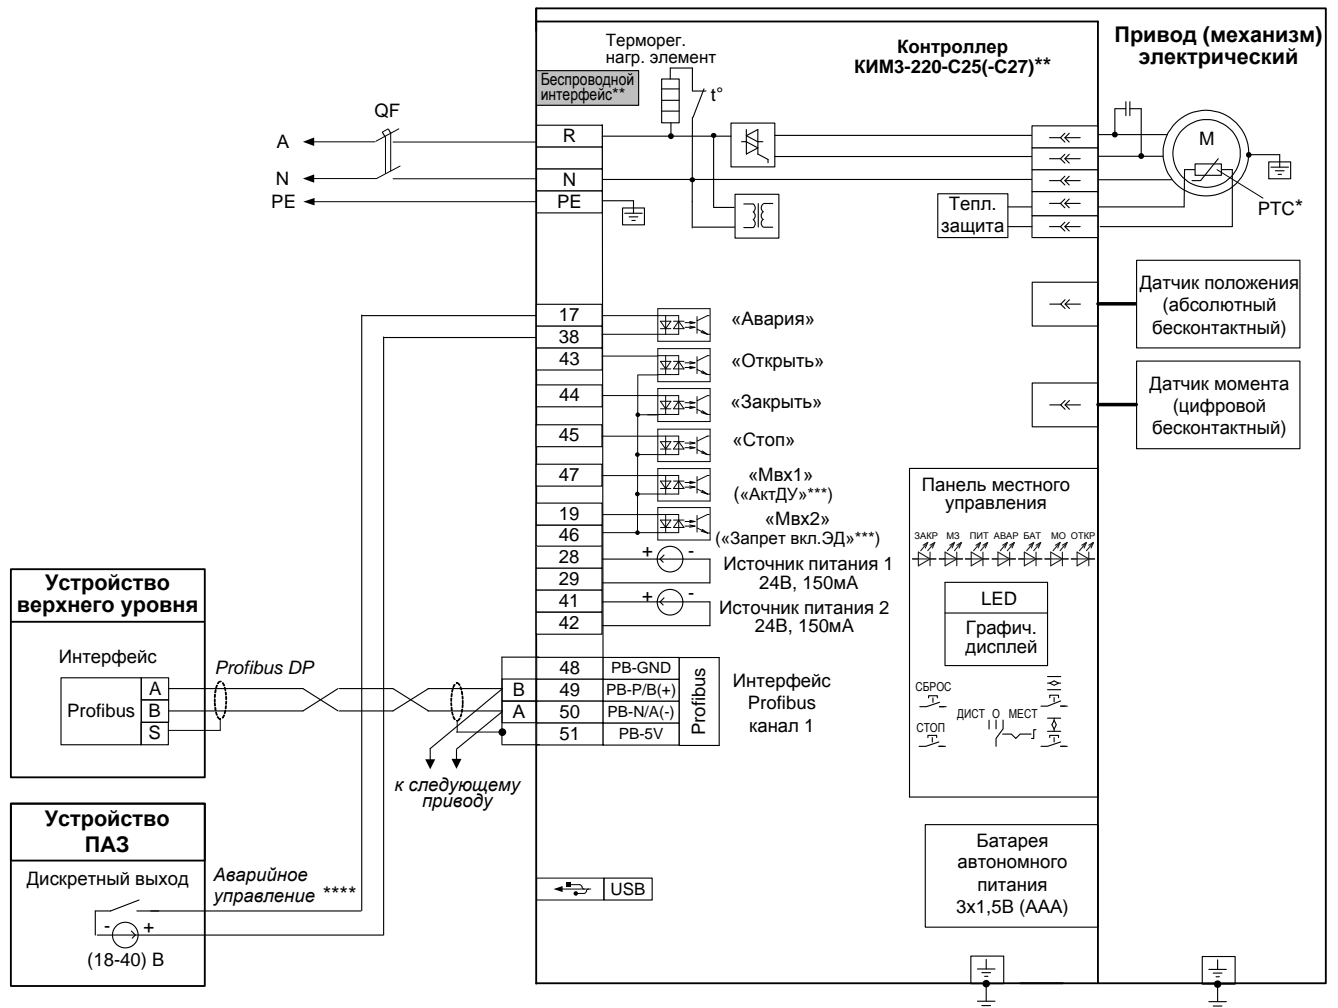 Терморег.
нагр. элемент
Контроллер
КИМ3-220-С25(-С27)**
Привод (механизм)
электрический
Беспроводной
интерфейс**
t°
QF
A
R
M
N
N
PE
PE
Тепл.
защита
PTC*
Датчик положения
(абсолютный
бесконтактный)
17
«Авария»
38
43
«Открыть»
44
«Закрыть»
Датчик момента
(цифровой
бесконтактный)
45
«Стоп»
47
«Мвх1»
(«АктДУ»***)
19
«Мвх2»
46
(«Запрет вкл.ЭД»***)
28
+ -
Источник питания 1
29
24В, 150мА
41
+ -
Источник питания 2
42
24В, 150мА
Панель местного
управления
ЗАКР МЗ ПИТ АВАР БАТ МО ОТКР
LED
Графич.
дисплей
СБРОС
ДИСТ О МЕСТ
СТОП
Устройство
верхнего уровня
Интерфейс
Profibus
A
B
S
Profibus DP
48 PB-GND
B 49 PB-P/B(+)
A 50 PB-N/A(-)
51 PB-5V
Profibus
Интерфейс
Profibus
канал 1
к следующему
приводу
Устройство
ПАЗ
Дискретный выход
- +
(18-40) В
Аварийное
управление ****
USB
Батарея
автономного
питания
3x1,5В (ААА)